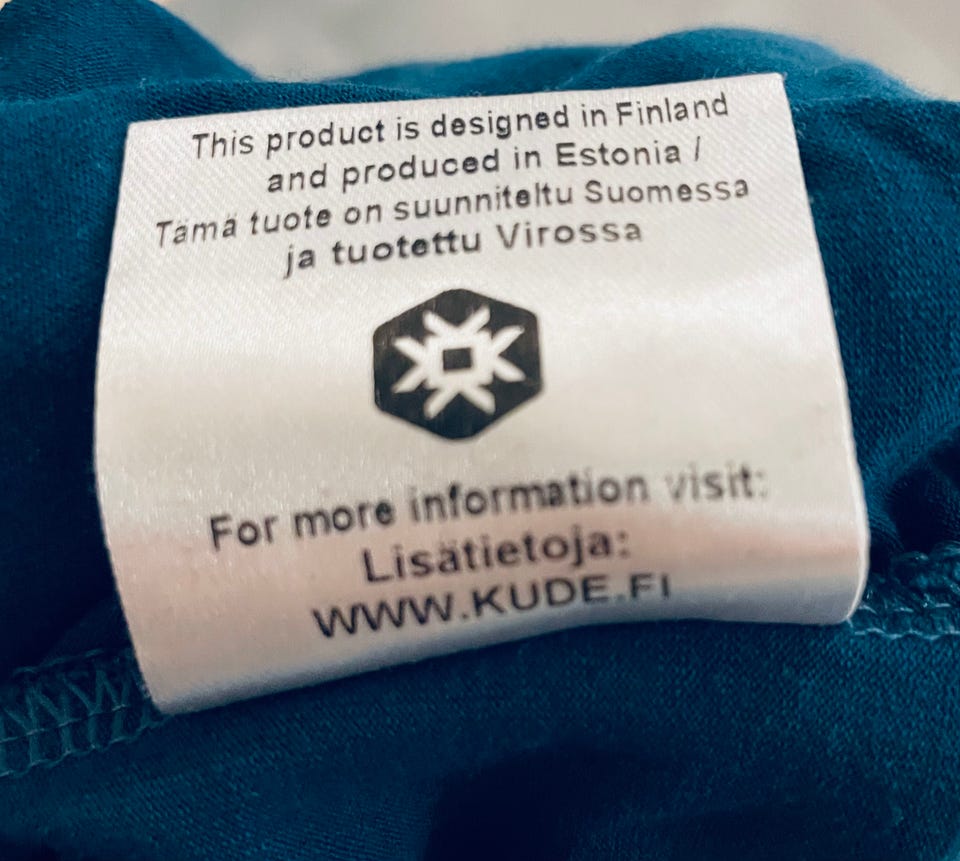 This product is designed in Finland
and produced in Estonia /
Tämä tuote on suunniteltu Suomessa
ja tuotettu Virossa
For more information visit:
Lisätietoja:
WWW.KUDE.FI